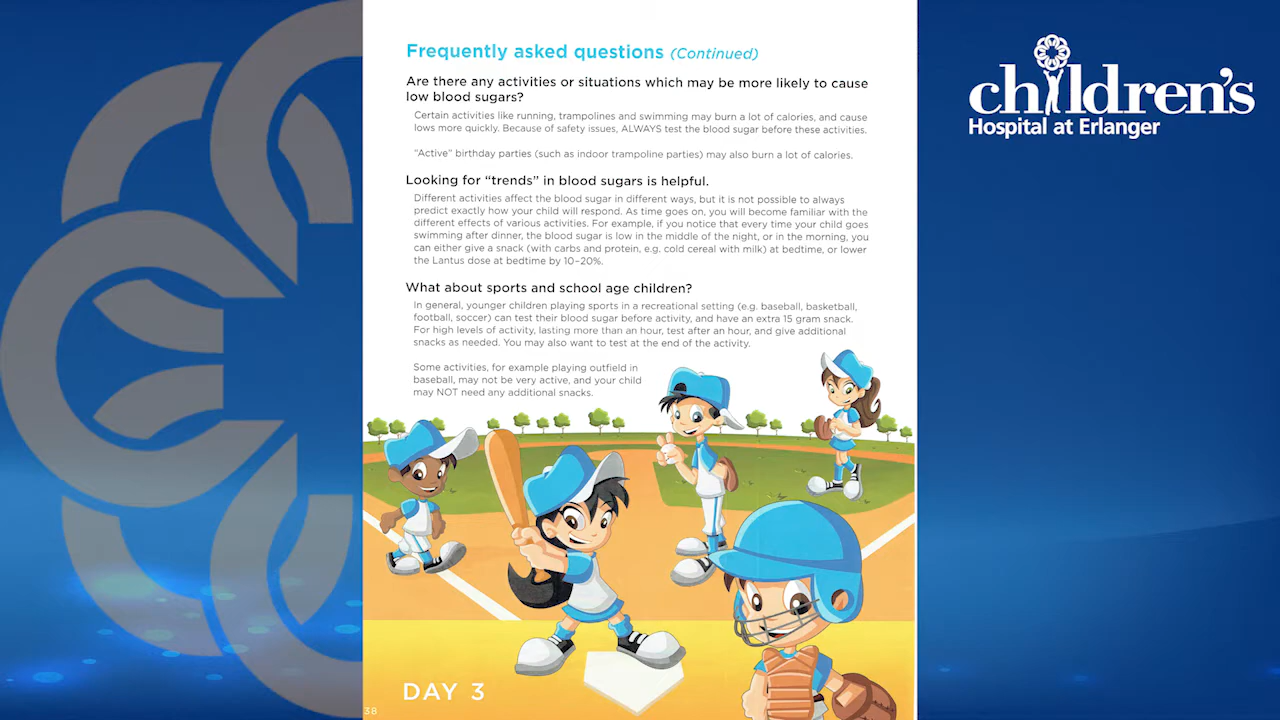 Frequently asked questions (Continued)
Are there any activities or situations which may be more likely to cause
low blood sugars?
Certain activities like running, trampolines and swimming may burn a lot of calories, and cause
lows more quickly. Because of safety issues, ALWAYS test the blood sugar before these activities.
“Active” birthday parties (such as indoor trampoline parties) may also burn a lot of calories.
Looking for “trends” in blood sugars is helpful.
Different activities affect the blood sugar in different ways, but it is not possible to always
predict exactly how your child will respond. As time goes on, you will become familiar with the
different effects of various activities. For example, if you notice that every time your child goes
swimming after dinner, the blood sugar is low in the middle of the night, or in the morning, you
can either give a snack (with carbs and protein, e.g. cold cereal with milk) at bedtime, or lower
the Lantus dose at bedtime by 10–20%.
What about sports and school age children?
In general, younger children playing sports in a recreational setting (e.g. baseball, basketball,
football, soccer) can test their blood sugar before activity, and have an extra 15 gram snack.
For high levels of activity, lasting more than an hour, test after an hour, and give additional
snacks as needed. You may also want to test at the end of the activity.
Some activities, for example playing outfield in
baseball, may not be very active, and your child
may NOT need any additional snacks.
DAY 3
38
children's
Hospital at Erlanger